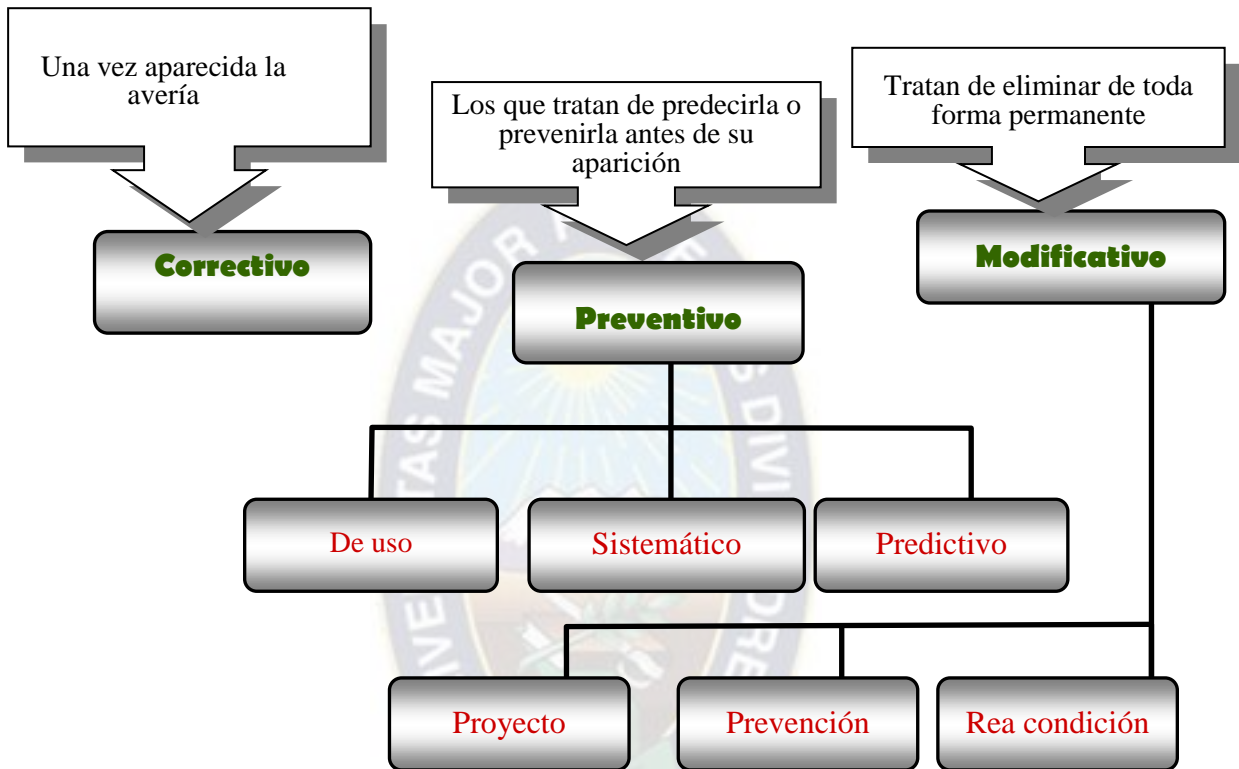 Una vez aparecida la
avería
Los que tratan de predecirla o
prevenirla antes de su
aparición
Tratan de eliminar de toda
forma permanente
Correctivo
Preventivo
Modificativo
De uso
Sistemático
Predictivo
Proyecto
Prevención
Rea condición